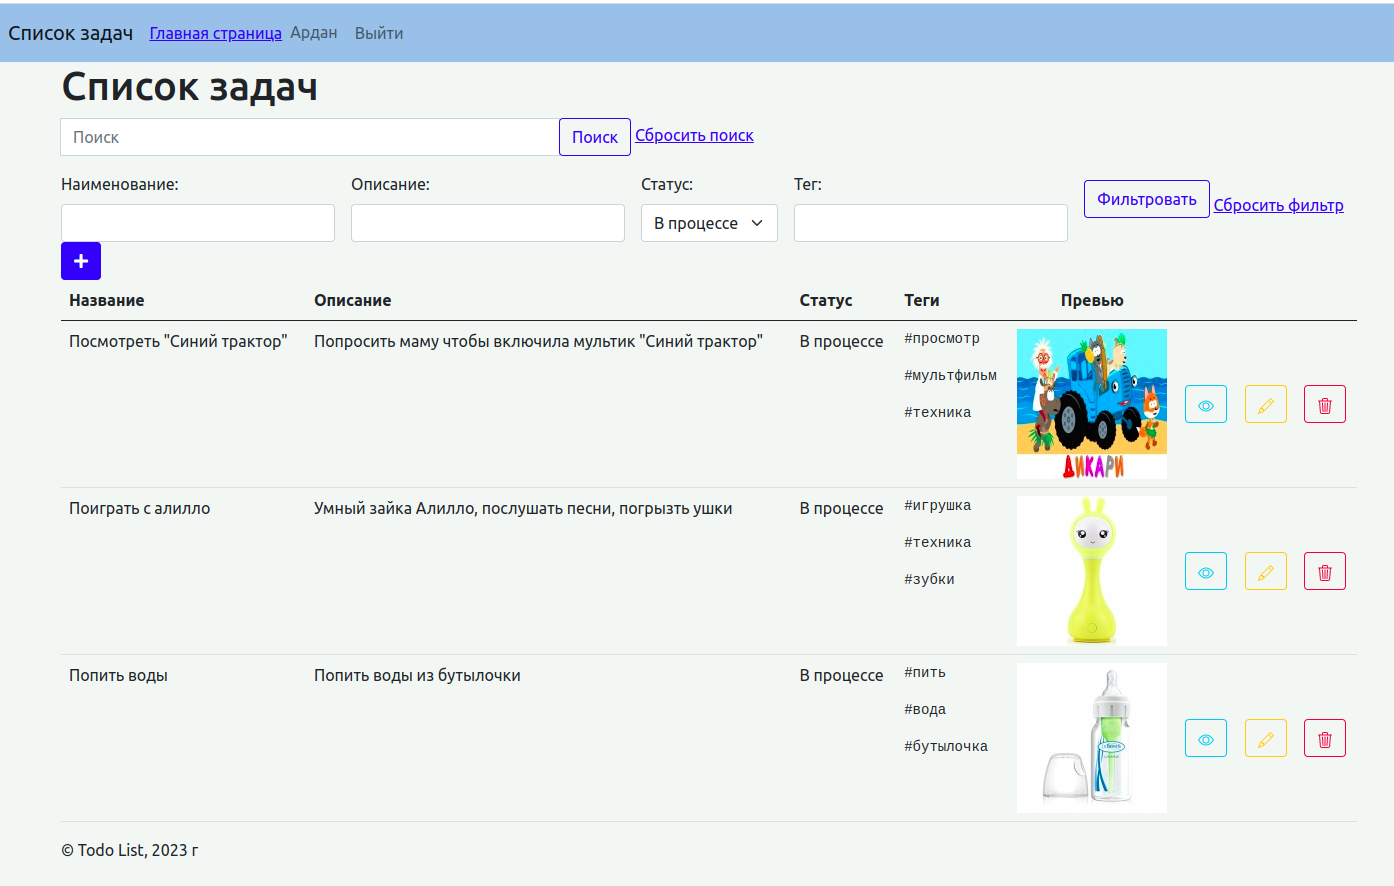 Список задач Главная страница Ардан Выйти
Список задач
Поиск Поиск Сбросить поиск
Наименование: Описание: Статус: Тег:
В процессе Фильтровать Сбросить фильтр
+
Название Описание Статус Теги Превью
Посмотреть "Синий трактор" Попросить маму чтобы включила мультик "Синий трактор" В процессе #просмотр
#мультфильм
#техника
ДИКАРИ
Поиграть с алилло Умный зайка Алилло, послушать песни, погрызть ушки В процессе #игрушка
#техника
#зубки
Попить воды Попить воды из бутылочки В процессе #пить
#вода
#бутылочка
© Todo List, 2023 г